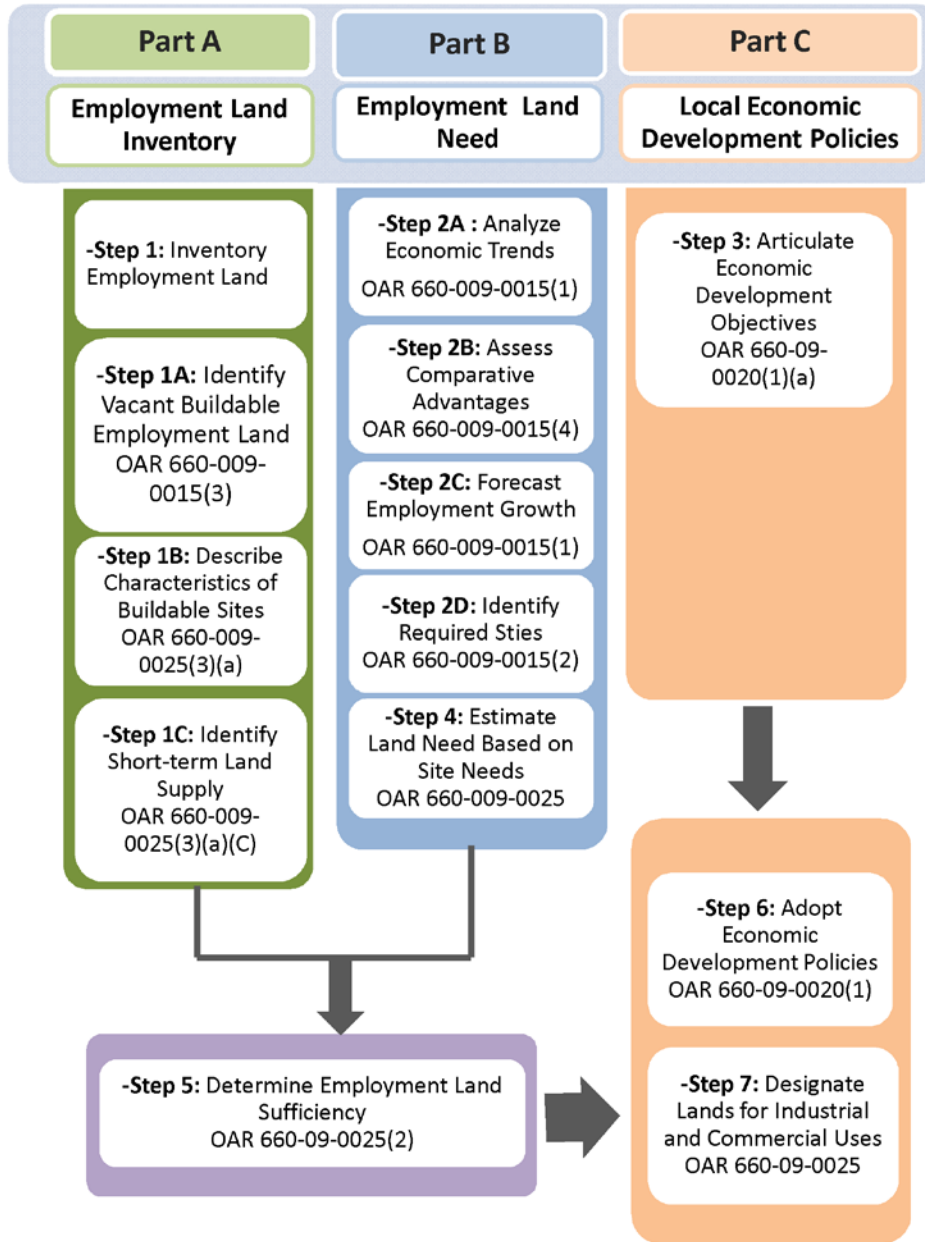 Part A
Employment Land
Inventory
-Step 1: Inventory
Employment Land
-Step 1A: Identify
Vacant Buildable
Employment Land
OAR 660-009-
0015(3)
-Step 1B: Describe
Characteristics of
Buildable Sites
OAR 660-009-
0025(3)(a)
-Step 1C: Identify
Short-term Land
Supply
OAR 660-009-
0025(3)(a)(C)
Part B
Employment Land
Need
-Step 2A : Analyze
Economic Trends
OAR 660-009-0015(1)
-Step 2B: Assess
Comparative
Advantages
OAR 660-009-0015(4)
-Step 2C: Forecast
Employment Growth
OAR 660-009-0015(1)
-Step 2D: Identify
Required Sties
OAR 660-009-0015(2)
-Step 4: Estimate
Land Need Based on
Site Needs
OAR 660-009-0025
Part C
Local Economic
Development Policies
-Step 3: Articulate
Economic
Development
Objectives
OAR 660-09-
0020(1)(a)
-Step 5: Determine Employment Land
Sufficiency
OAR 660-09-0025(2)
-Step 6: Adopt
Economic
Development Policies
OAR 660-09-0020(1)
-Step 7: Designate
Lands for Industrial
and Commercial Uses
OAR 660-09-0025